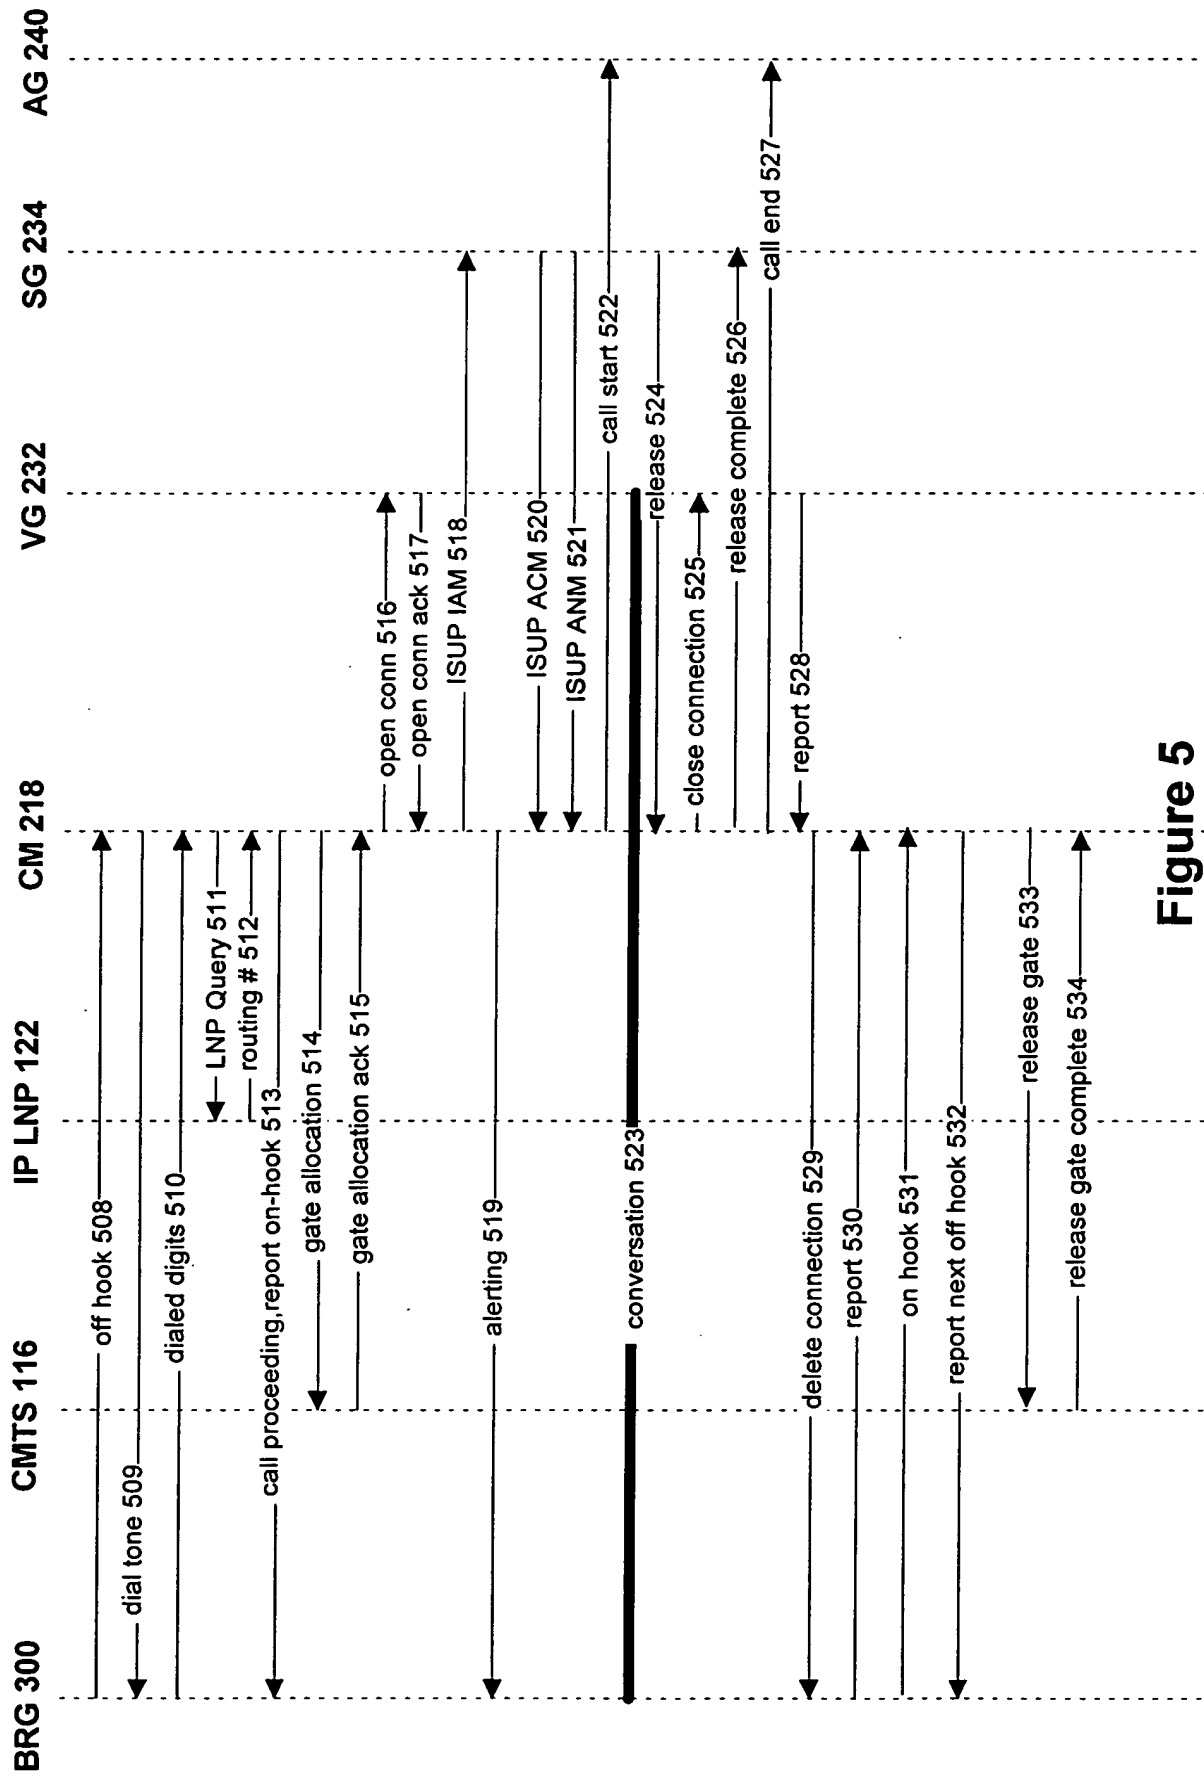 BRG 300
CMTS 116
IP LNP 122
CM 218
VG 232
SG 234
AG 240
off hook 508
dial tone 509
dialed digits 510
LNP Query 511
routing # 512
call proceeding,report on-hook 513
gate allocation 514
gate allocation ack 515
open conn 516
open conn ack 517
ISUP IAM 518
alerting 519
ISUP ACM 520
ISUP ANM 521
call start 522
conversation 523
release 524
close connection 525
release complete 526
call end 527
report 528
delete connection 529
report 530
on hook 531
report next off hook 532
release gate 533
release gate complete 534
Figure 5